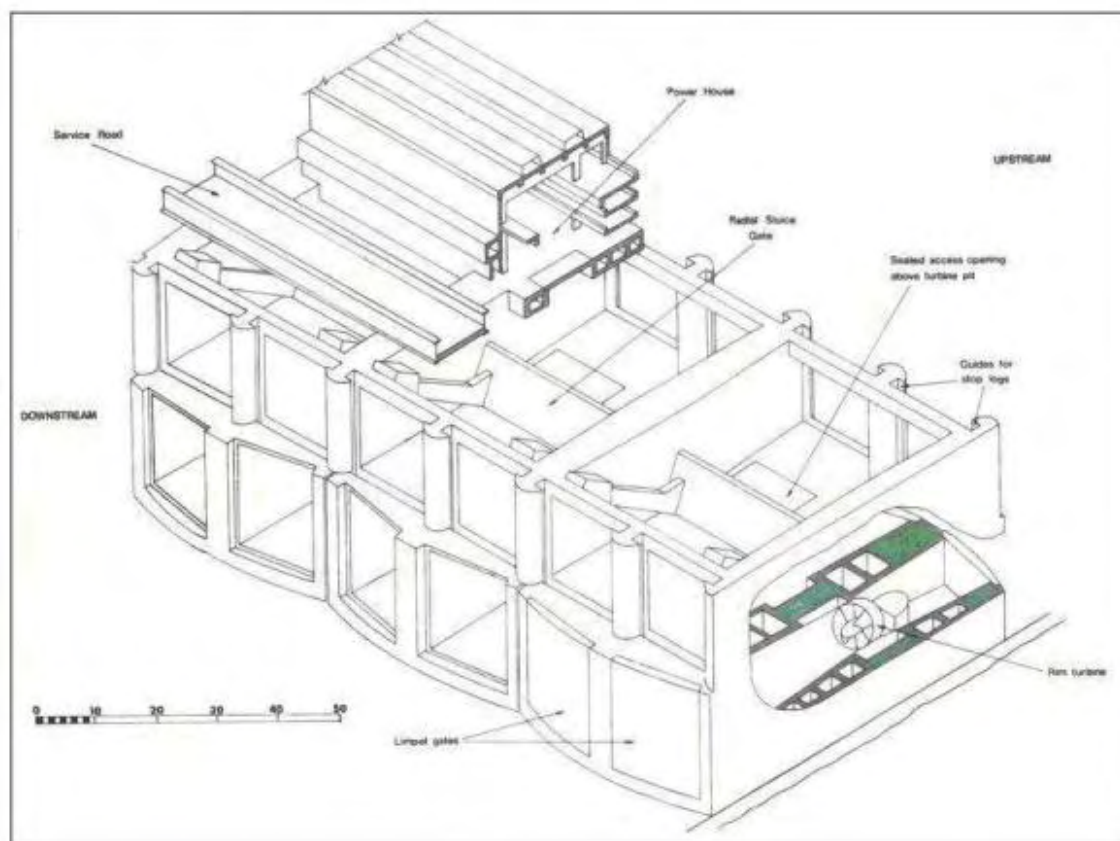 Power House
Service Road
UPSTREAM
Radial Sluice
Gate
Sealed access opening
above turbine pit
Guides for
stop logs
DOWNSTREAM
Rim turbine
0 10 20 30 40 50
Limpet gates